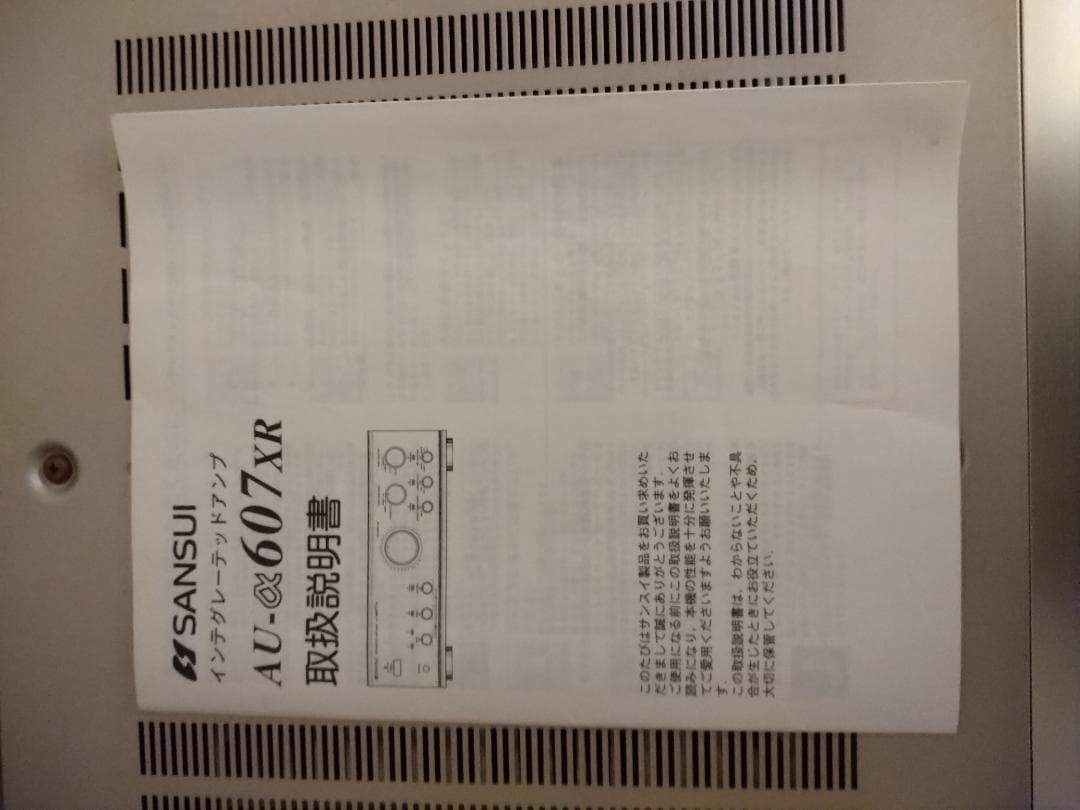 SANSUI
インテグレーテッドアンプ
AU-α607XR
取扱説明書
このたびはサンスイ製品をお買い求めいた
だきまして誠にありがとうございます。
ご使用になる前にこの取扱説明書をよくお
読みになり、本機の性能を十分に発揮させ
てご愛用くださいますようお願いいたしま
す。
この取扱説明書は、わからないことや不具
合が生じたときにお役立ていただくため、
大切に保管してください。